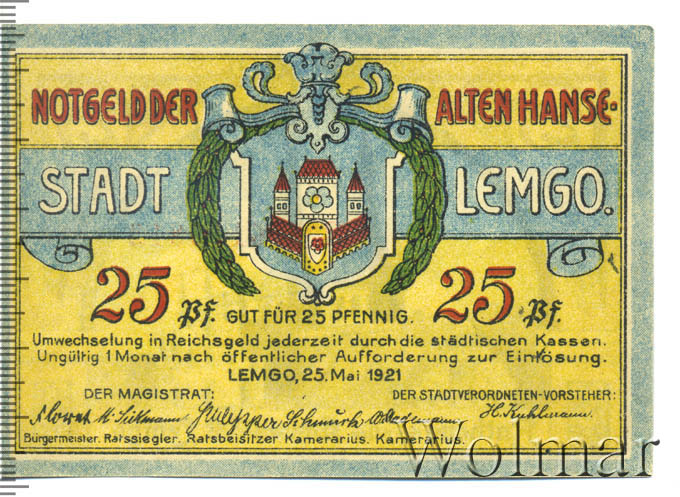 NOTGELD DER ALTEN HANSE-
STADT LEMGO.
25 Pf. GUT FÜR 25 PFENNIG. 25 Pf.
Umwechselung in Reichsgeld jederzeit durch die städtischen Kassen.
Ungültig 1 Monat nach öffentlicher Aufforderung zur Einlösung.
LEMGO, 25. Mai 1921
DER MAGISTRAT: DER STADTVERORDNETEN-VORSTEHER:
H. Kuhlmann.
Bürgermeister. Ratssiegler. Ratsbeisitzer Kamerarius. Kamerarius.
Wolmar